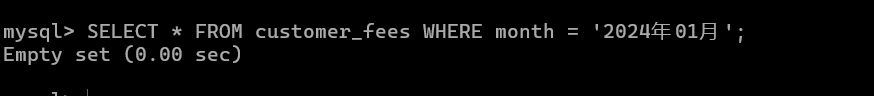 mysql> SELECT * FROM customer_fees WHERE month = '2024年01月';
Empty set (0.00 sec)